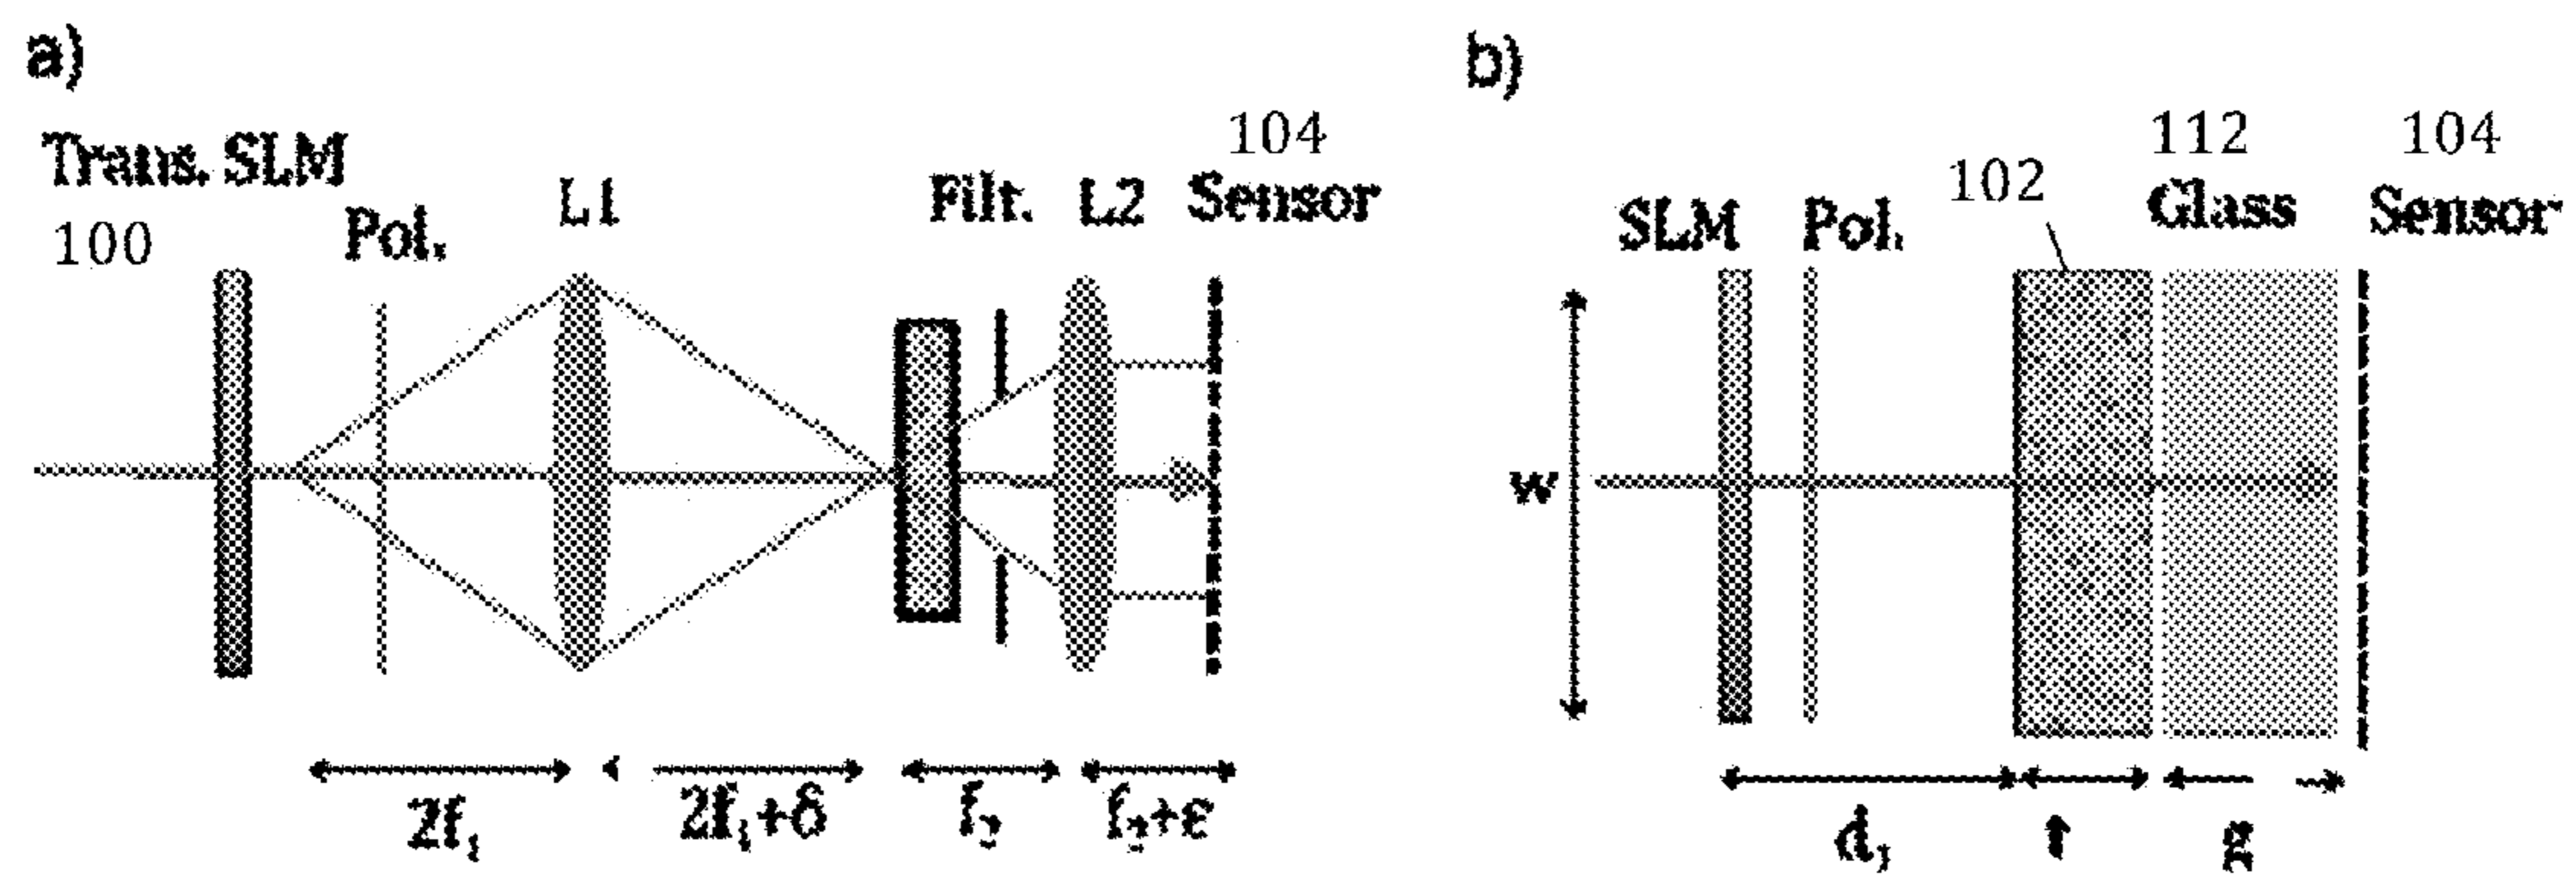 a)
Trans. SLM
100
Pol.
L1
Filt.
L2
104
Sensor
2f₁
2f₁+δ
f₂
f₂+ε
b)
SLM
Pol.
102
112
Glass
104
Sensor
w
d₁
g